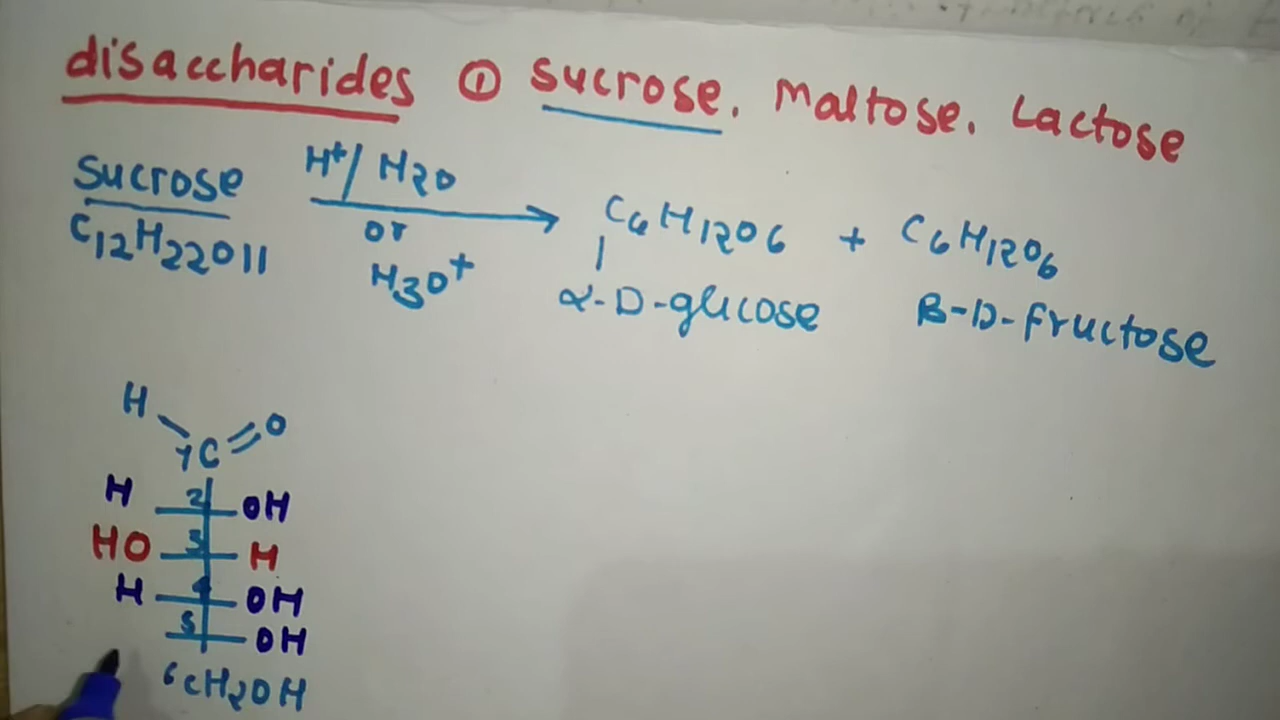 disaccharides ① sucrose. Maltose. Lactose
Sucrose H+/ H2O
C12H22O11 or C6H12O6 + C6H12O6
H3O+ α-D-glucose B-D-fructose
H O
1C
H 2 OH
HO 3 H
H 4 OH
5 OH
6CH2OH